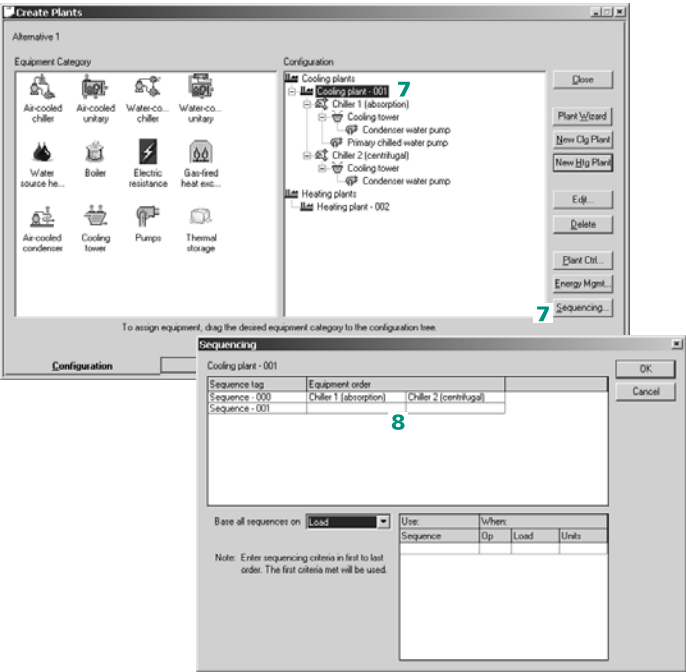 Create Plants
Alternative 1
Equipment Category
Configuration
Air-cooled chiller
Air-cooled unitary
Water-co... chiller
Water-co... unitary
Water source he...
Boiler
Electric resistance
Gas-fired heat exc...
Air-cooled condenser
Cooling tower
Pumps
Thermal storage
Cooling plants
Cooling plant - 001
7
Chiller 1 (absorption)
Cooling tower
Condenser water pump
Primary chilled water pump
Chiller 2 (centrifugal)
Cooling tower
Condenser water pump
Heating plants
Heating plant - 002
Close
Plant Wizard
New Clg Plant
New Htg Plant
Edit...
Delete
Plant Ctrl...
Energy Mgmt...
7 Sequencing...
To assign equipment, drag the desired equipment category to the configuration tree.
Configuration
Sequencing
Cooling plant - 001
OK
Cancel
Sequence tag Equipment order
Sequence - 000 Chiller 1 (absorption) Chiller 2 (centrifugal)
Sequence - 001
8
Base all sequences on Load
Note: Enter sequencing criteria in first to last
order. The first criteria met will be used.
Use: When:
Sequence Op Load Units